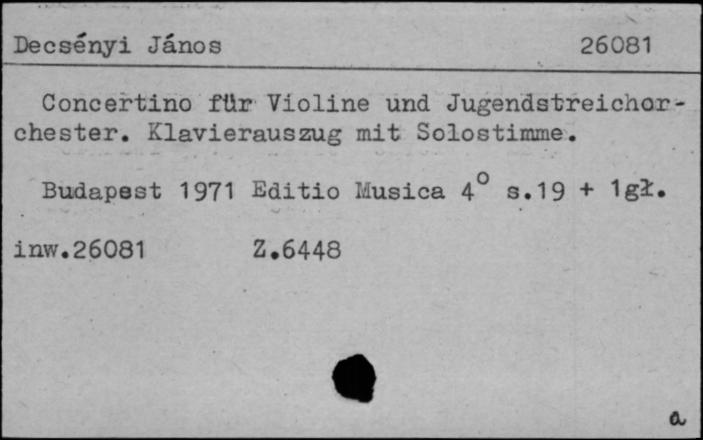 Decsényi János 26081
Concertino für Violine und Jugendstreichor-
chester. Klavierauszug mit Solostimme.
Budapest 1971 Editio Musica 4° s.19 + 1gł.
inw.26081 Z.6448
a